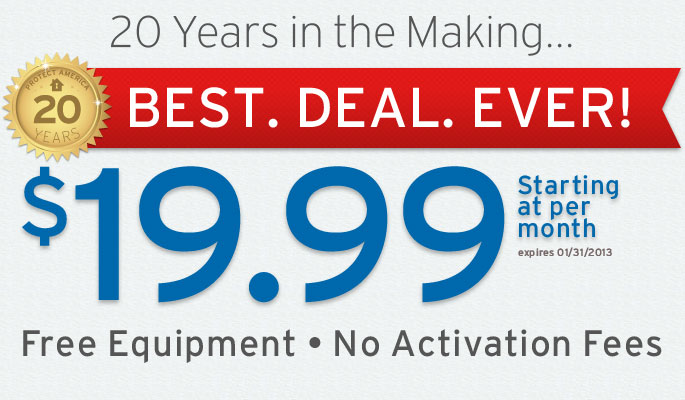 20 Years in the Making...
PROTECT AMERICA
20
YEARS
BEST. DEAL. EVER!
$19.99
Starting
at per
month
expires 01/31/2013
Free Equipment • No Activation Fees